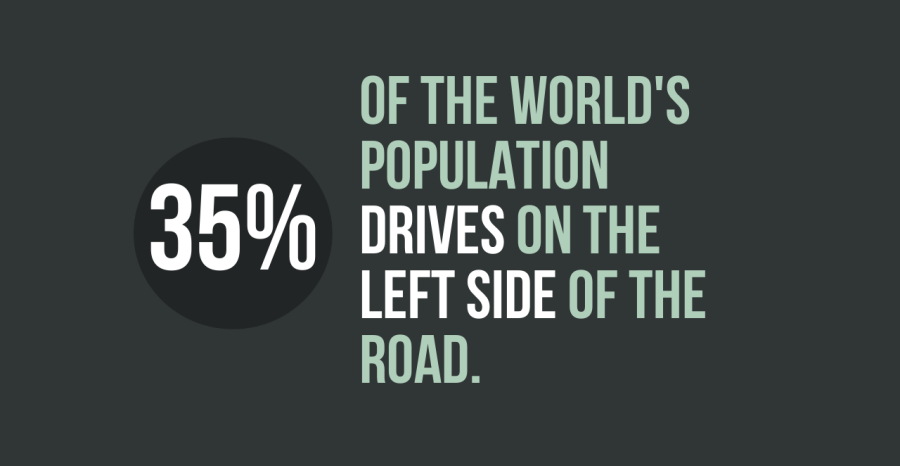 35%
OF THE WORLD'S
POPULATION
DRIVES ON THE
LEFT SIDE OF THE
ROAD.